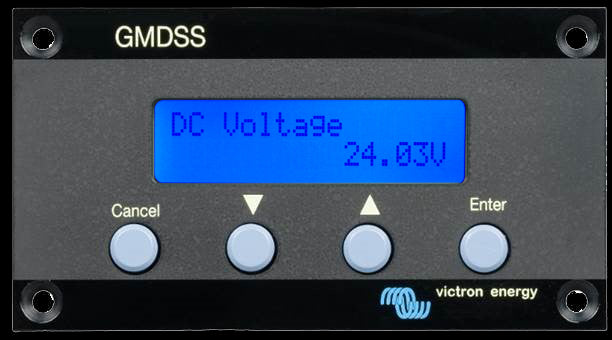 GMDSS
DC Voltage
24.03V
Cancel ▼ ▲ Enter
victron energy